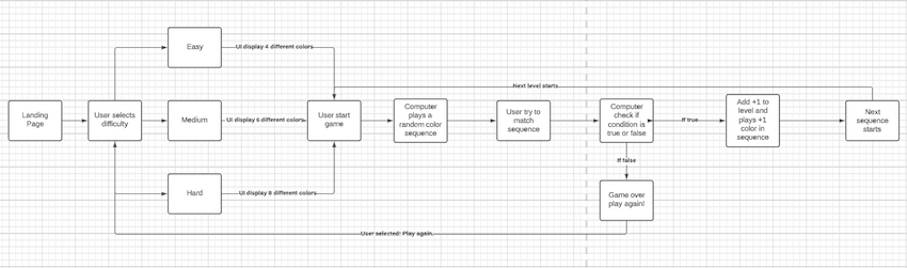 Easy
UI display 4 different colors
Next level starts
Landing
Page
User selects
difficulty
Medium
UI display 6 different colors
User start
game
Computer
plays a
random color
sequence
User try to
match
sequence
Computer
check if
condition is
true or false
If true
Add +1 to
level and
plays +1
color in
sequence
Next
sequence
starts
If false
Hard
UI display 8 different colors
Game over
play again!
User selected: Play again.